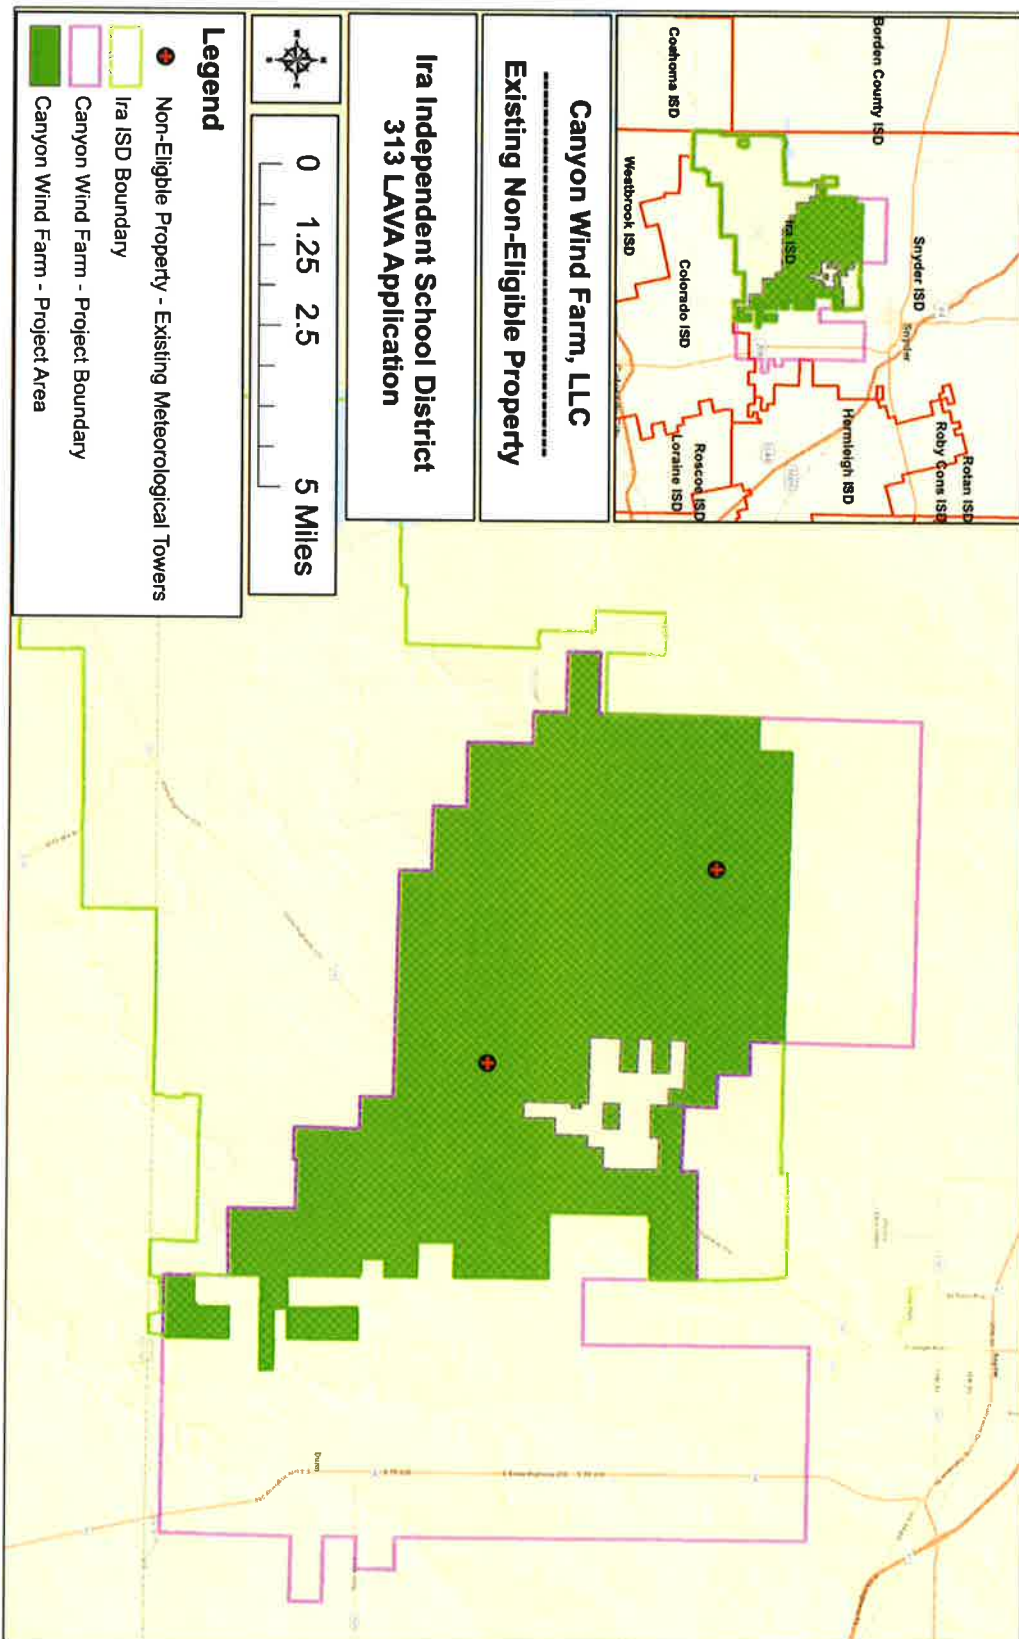 Borden County ISD
Coahoma ISD
Snyder ISD
Snyder
Ira ISD
Westbrook ISD
Colorado ISD
Rotan ISD
Roby Cons ISD
Hermleigh ISD
Roscoe ISD
Loraine ISD
Canyon Wind Farm, LLC
--------------------------------
Existing Non-Eligible Property
Ira Independent School District
313 LAVA Application
0 1.25 2.5 5 Miles
Legend
Non-Eligble Property - Existing Meteorological Towers
Ira ISD Boundary
Canyon Wind Farm - Project Boundary
Canyon Wind Farm - Project Area
Dunn